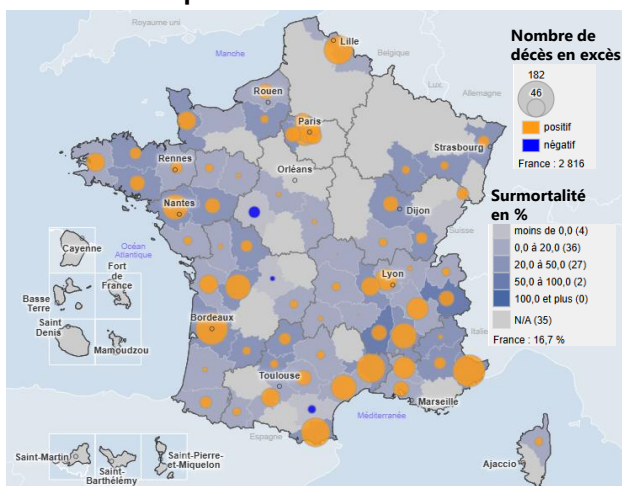 Royaume uni
Lille
Manche
Belgique
Rouen
Lux.
Allemagne
Paris
Strasbourg
Rennes
Orléans
Nantes
Dijon
Suisse
Cayenne
Océan
Atlantique
Fort
de
France
Basse
Terre
Lyon
Saint
Denis
Mamoudzou
Bordeaux
Italie
Toulouse
Marseille
Méditerranée
Espagne
Saint-Martin
Saint-
Barthélémy
Saint-Pierre
et-Miquelon
Ajaccio
Nombre de
décès en excès
182
46
positif
négatif
France : 2 816
Surmortalité
en %
moins de 0,0 (4)
0,0 à 20,0 (36)
20,0 à 50,0 (27)
50,0 à 100,0 (2)
100,0 et plus (0)
N/A (35)
France : 16,7 %